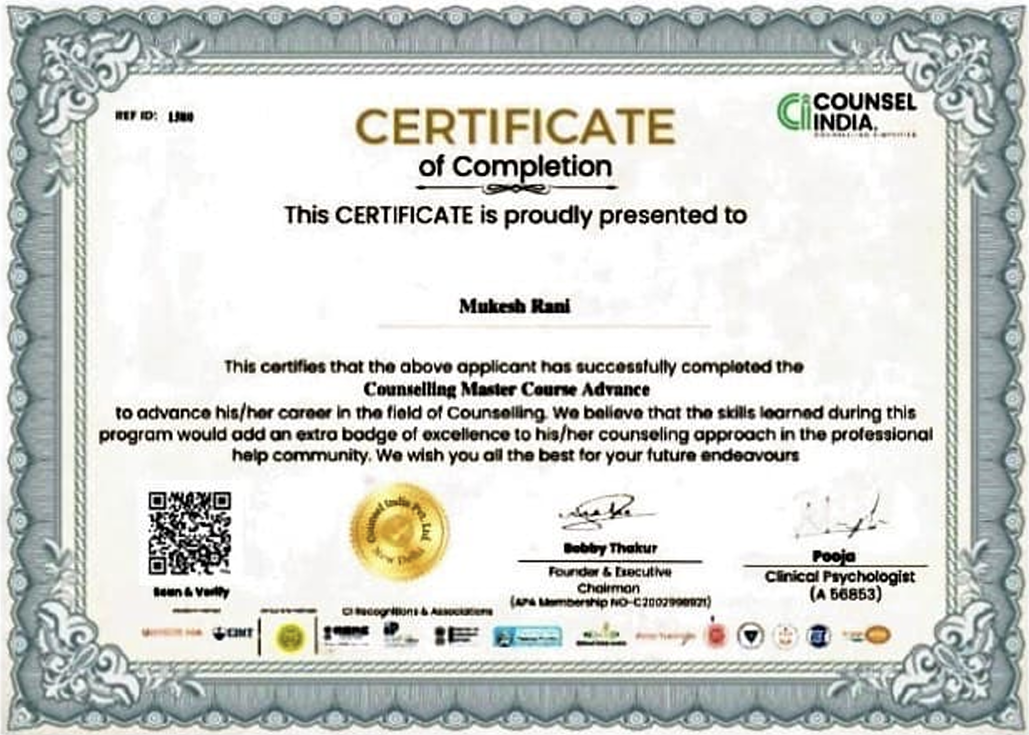 REF ID:
COUNSEL
INDIA.
CERTIFICATE
of Completion
This CERTIFICATE is proudly presented to
Mukesh Rani
This certifies that the above applicant has successfully completed the
Counselling Master Course Advance
to advance his/her career in the field of Counselling. We believe that the skills learned during this
program would add an extra badge of excellence to his/her counseling approach in the professional
help community. We wish you all the best for your future endeavours
Scan & Verify
Counsel India Pvt. Ltd
New Delhi
Bobby Thakur
Founder & Executive
Chairman
(APA Membership NO-
Pooja
Clinical Psychologist
(A 56853)
CI Recognitions & Associations